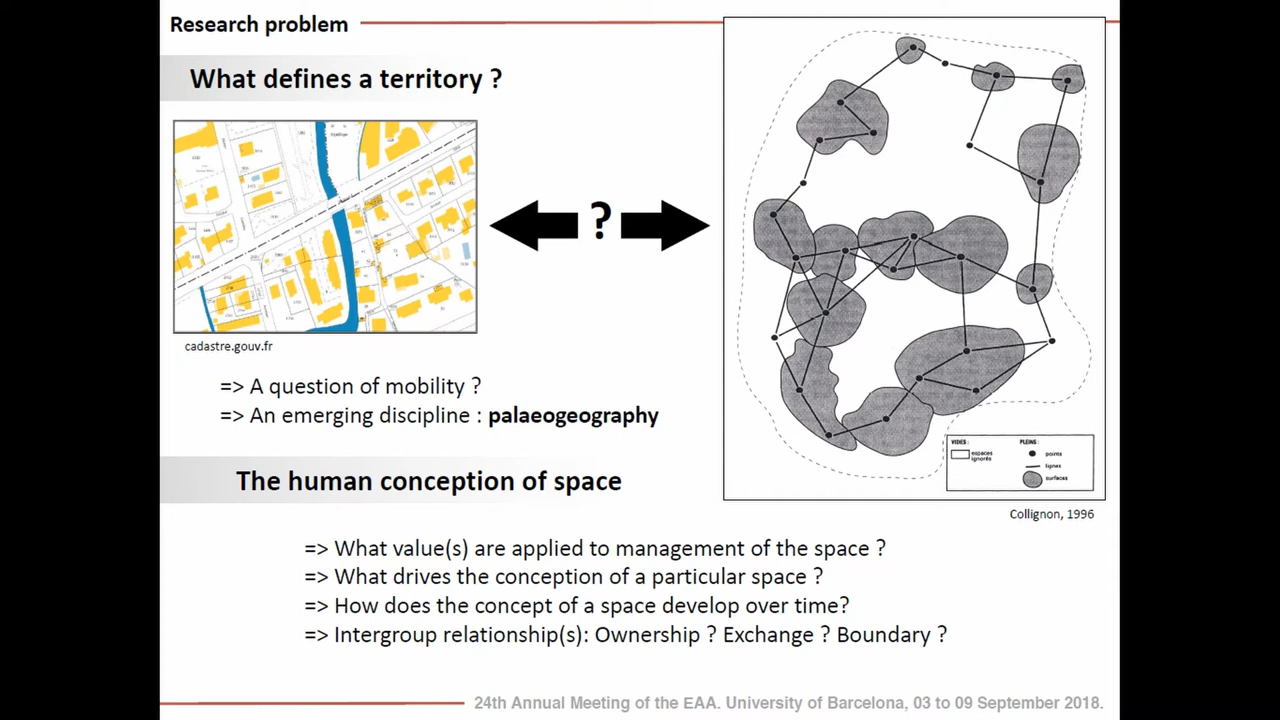 Research problem
What defines a territory ?
?
cadastre.gouv.fr
=> A question of mobility ?
=> An emerging discipline : palaeogeography
VIDES :
espaces
ignorés
PLEINS :
points
lignes
surfaces
Collignon, 1996
The human conception of space
=> What value(s) are applied to management of the space ?
=> What drives the conception of a particular space ?
=> How does the concept of a space develop over time?
=> Intergroup relationship(s): Ownership ? Exchange ? Boundary ?
24th Annual Meeting of the EAA. University of Barcelona, 03 to 09 September 2018.